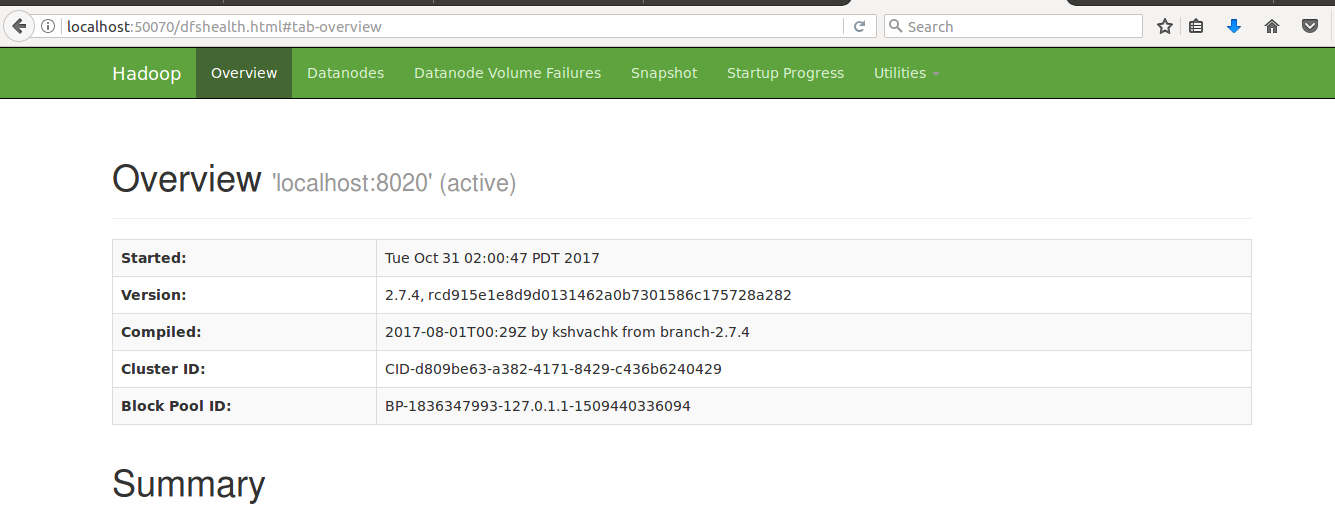 localhost:50070/dfshealth.html#tab-overview Search
Hadoop Overview Datanodes Datanode Volume Failures Snapshot Startup Progress Utilities
Overview 'localhost:8020' (active)
Started: Tue Oct 31 02:00:47 PDT 2017
Version: 2.7.4, rcd915e1e8d9d0131462a0b7301586c175728a282
Compiled: 2017-08-01T00:29Z by kshvachk from branch-2.7.4
Cluster ID: CID-d809be63-a382-4171-8429-c436b6240429
Block Pool ID: BP-1836347993-127.0.1.1-1509440336094
Summary